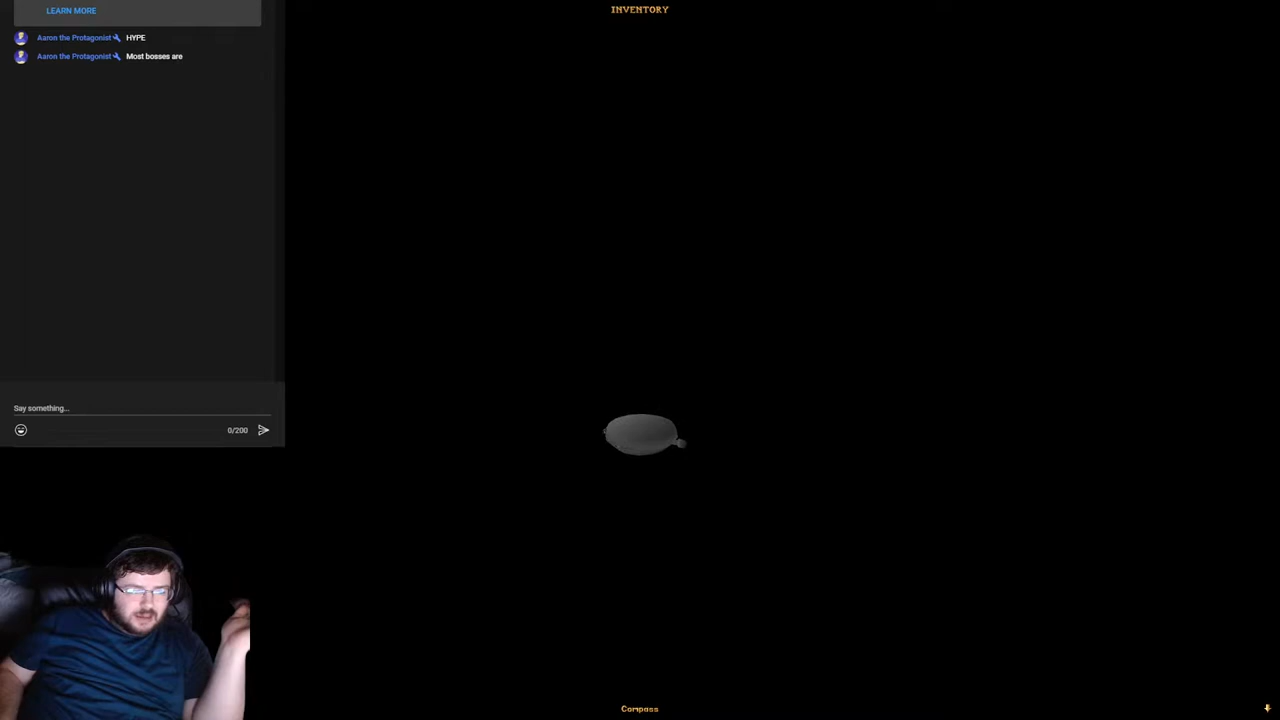 LEARN MORE
Aaron the Protagonist HYPE
Aaron the Protagonist Most bosses are
Say something...
0/200
INVENTORY
Compass